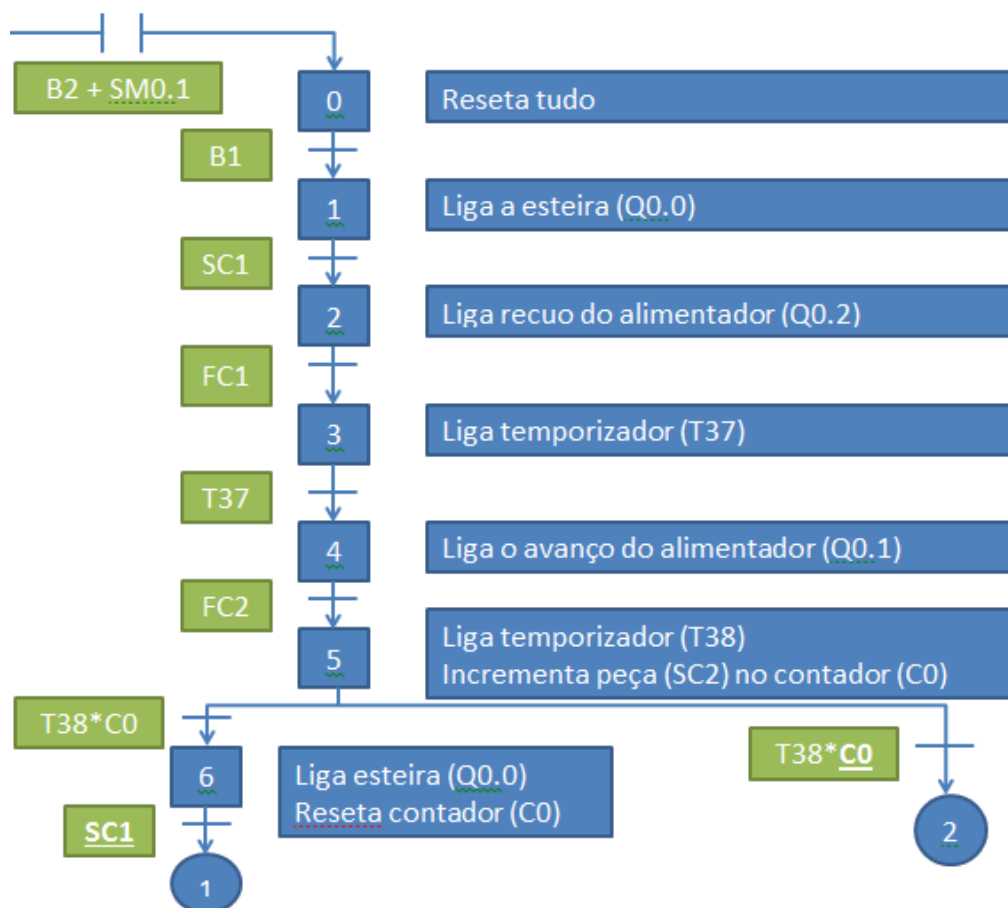 B2 + SM0.1
0
Reseta tudo
B1
1
Liga a esteira (Q0.0)
SC1
2
Liga recuo do alimentador (Q0.2)
FC1
3
Liga temporizador (T37)
T37
4
Liga o avanço do alimentador (Q0.1)
FC2
5
Liga temporizador (T38)
Incrementa peça (SC2) no contador (C0)
T38*C0
6
Liga esteira (Q0.0)
Reseta contador (C0)
T38*C0
2
SC1
1